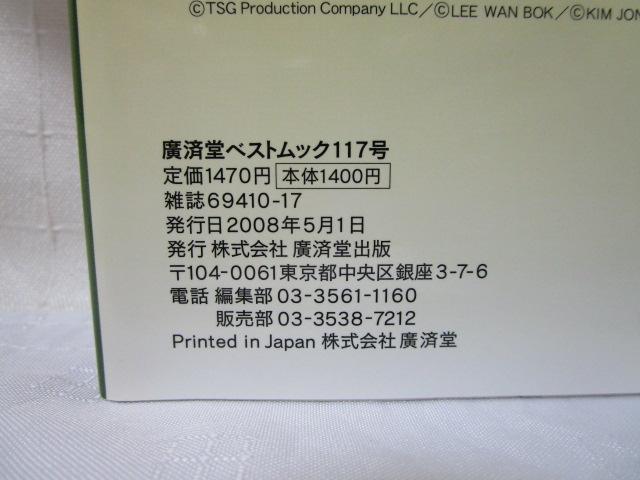 ©TSG Production Company LLC／©LEE WAN BOK／©KIM JON
廣済堂ベストムック117号
定価1470円 本体1400円
雑誌69410-17
発行日2008年5月1日
発行 株式会社 廣済堂出版
〒104-0061東京都中央区銀座3-7-6
電話 編集部 03-3561-1160
販売部 03-3538-7212
Printed in Japan 株式会社廣済堂